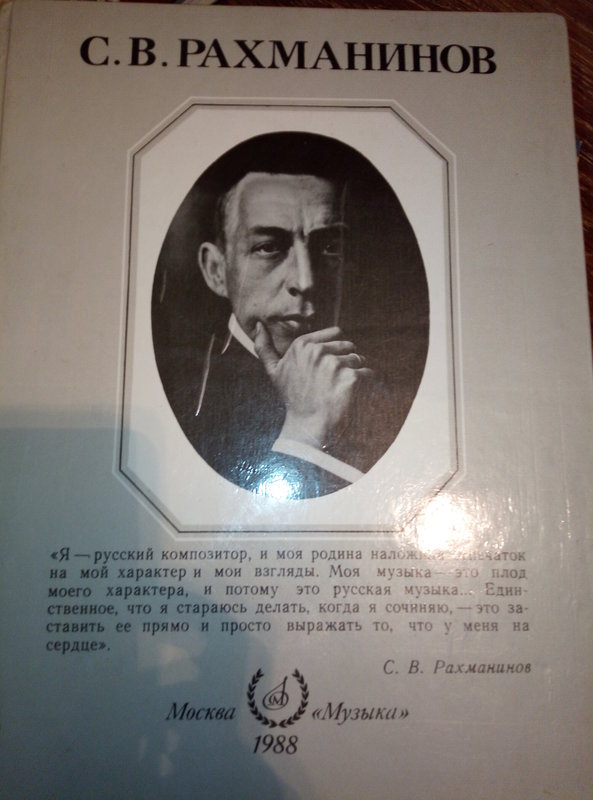 С. В. РАХМАНИНОВ
«Я — русский композитор, и моя родина
на мой характер и мои взгляды. Моя музыка — это плод
моего характера, и потому это русская музыка... Един-
ственное, что я стараюсь делать, когда я сочиняю, — это за-
ставить ее прямо и просто выражать то, что у меня на
сердце».
С. В. Рахманинов
Москва «Музыка»
1988